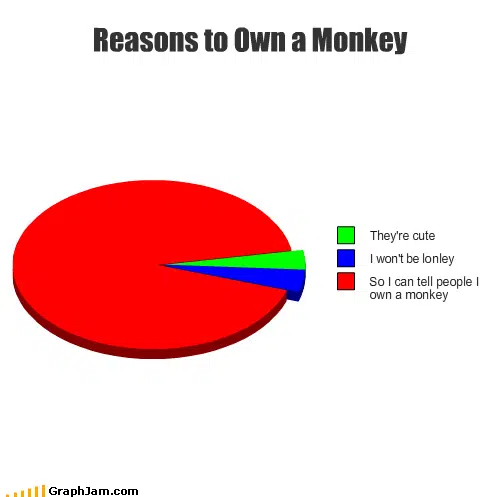 Reasons to Own a Monkey
They're cute
I won't be lonley
So I can tell people I
own a monkey
GraphJam.com